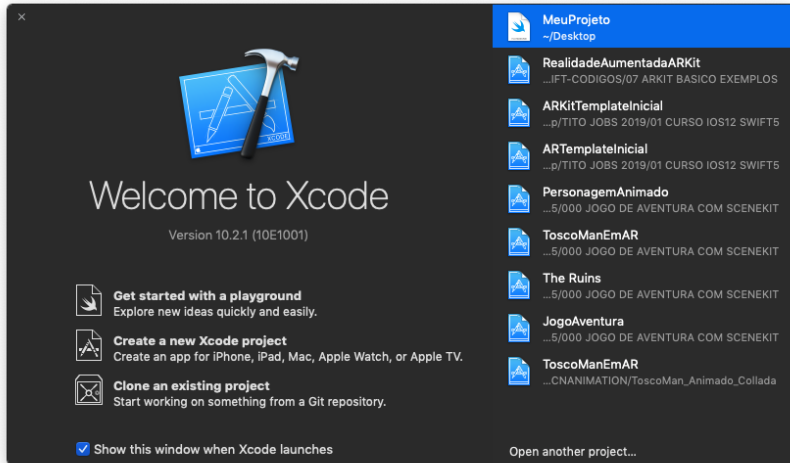 XCODE
Welcome to Xcode
Version 10.2.1 (10E1001)
Get started with a playground
Explore new ideas quickly and easily.
Create a new Xcode project
Create an app for iPhone, iPad, Mac, Apple Watch, or Apple TV.
Clone an existing project
Start working on something from a Git repository.
Show this window when Xcode launches
MeuProjeto
~/Desktop
RealidadeAumentadaARKit
...IFT-CODIGOS/07 ARKIT BASICO EXEMPLOS
ARKitTemplateInicial
...p/TITO JOBS 2019/01 CURSO IOS12 SWIFT5
ARTemplateInicial
...p/TITO JOBS 2019/01 CURSO IOS12 SWIFT5
PersonagemAnimado
...5/000 JOGO DE AVENTURA COM SCENEKIT
ToscoManEmAR
...5/000 JOGO DE AVENTURA COM SCENEKIT
The Ruins
...5/000 JOGO DE AVENTURA COM SCENEKIT
JogoAventura
...5/000 JOGO DE AVENTURA COM SCENEKIT
ToscoManEmAR
...CNANIMATION/ToscoMan_Animado_Collada
Open another project...